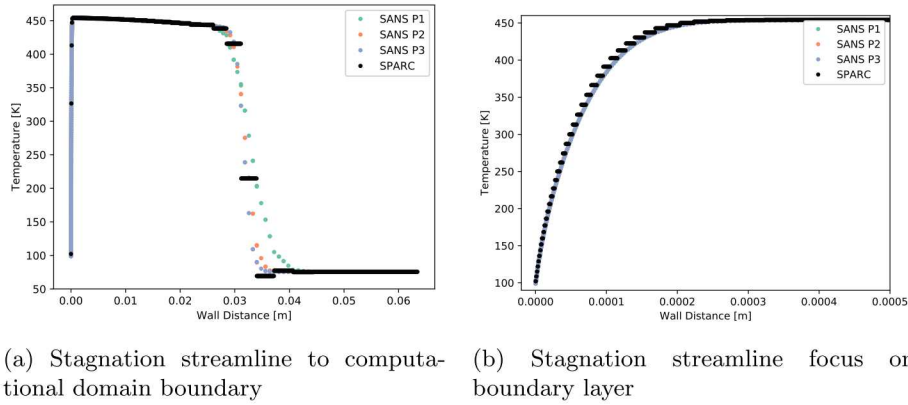 450
400
350
300
250
200
150
100
50
Temperature [K]
SANS P1
SANS P2
SANS P3
SPARC
0.00 0.01 0.02 0.03 0.04 0.05 0.06
Wall Distance [m]
450
400
350
300
250
200
150
100
Temperature [K]
SANS P1
SANS P2
SANS P3
SPARC
0.0000 0.0001 0.0002 0.0003 0.0004 0.0005
Wall Distance [m]
(a) Stagnation streamline to computa-
tional domain boundary
(b) Stagnation streamline focus on
boundary layer